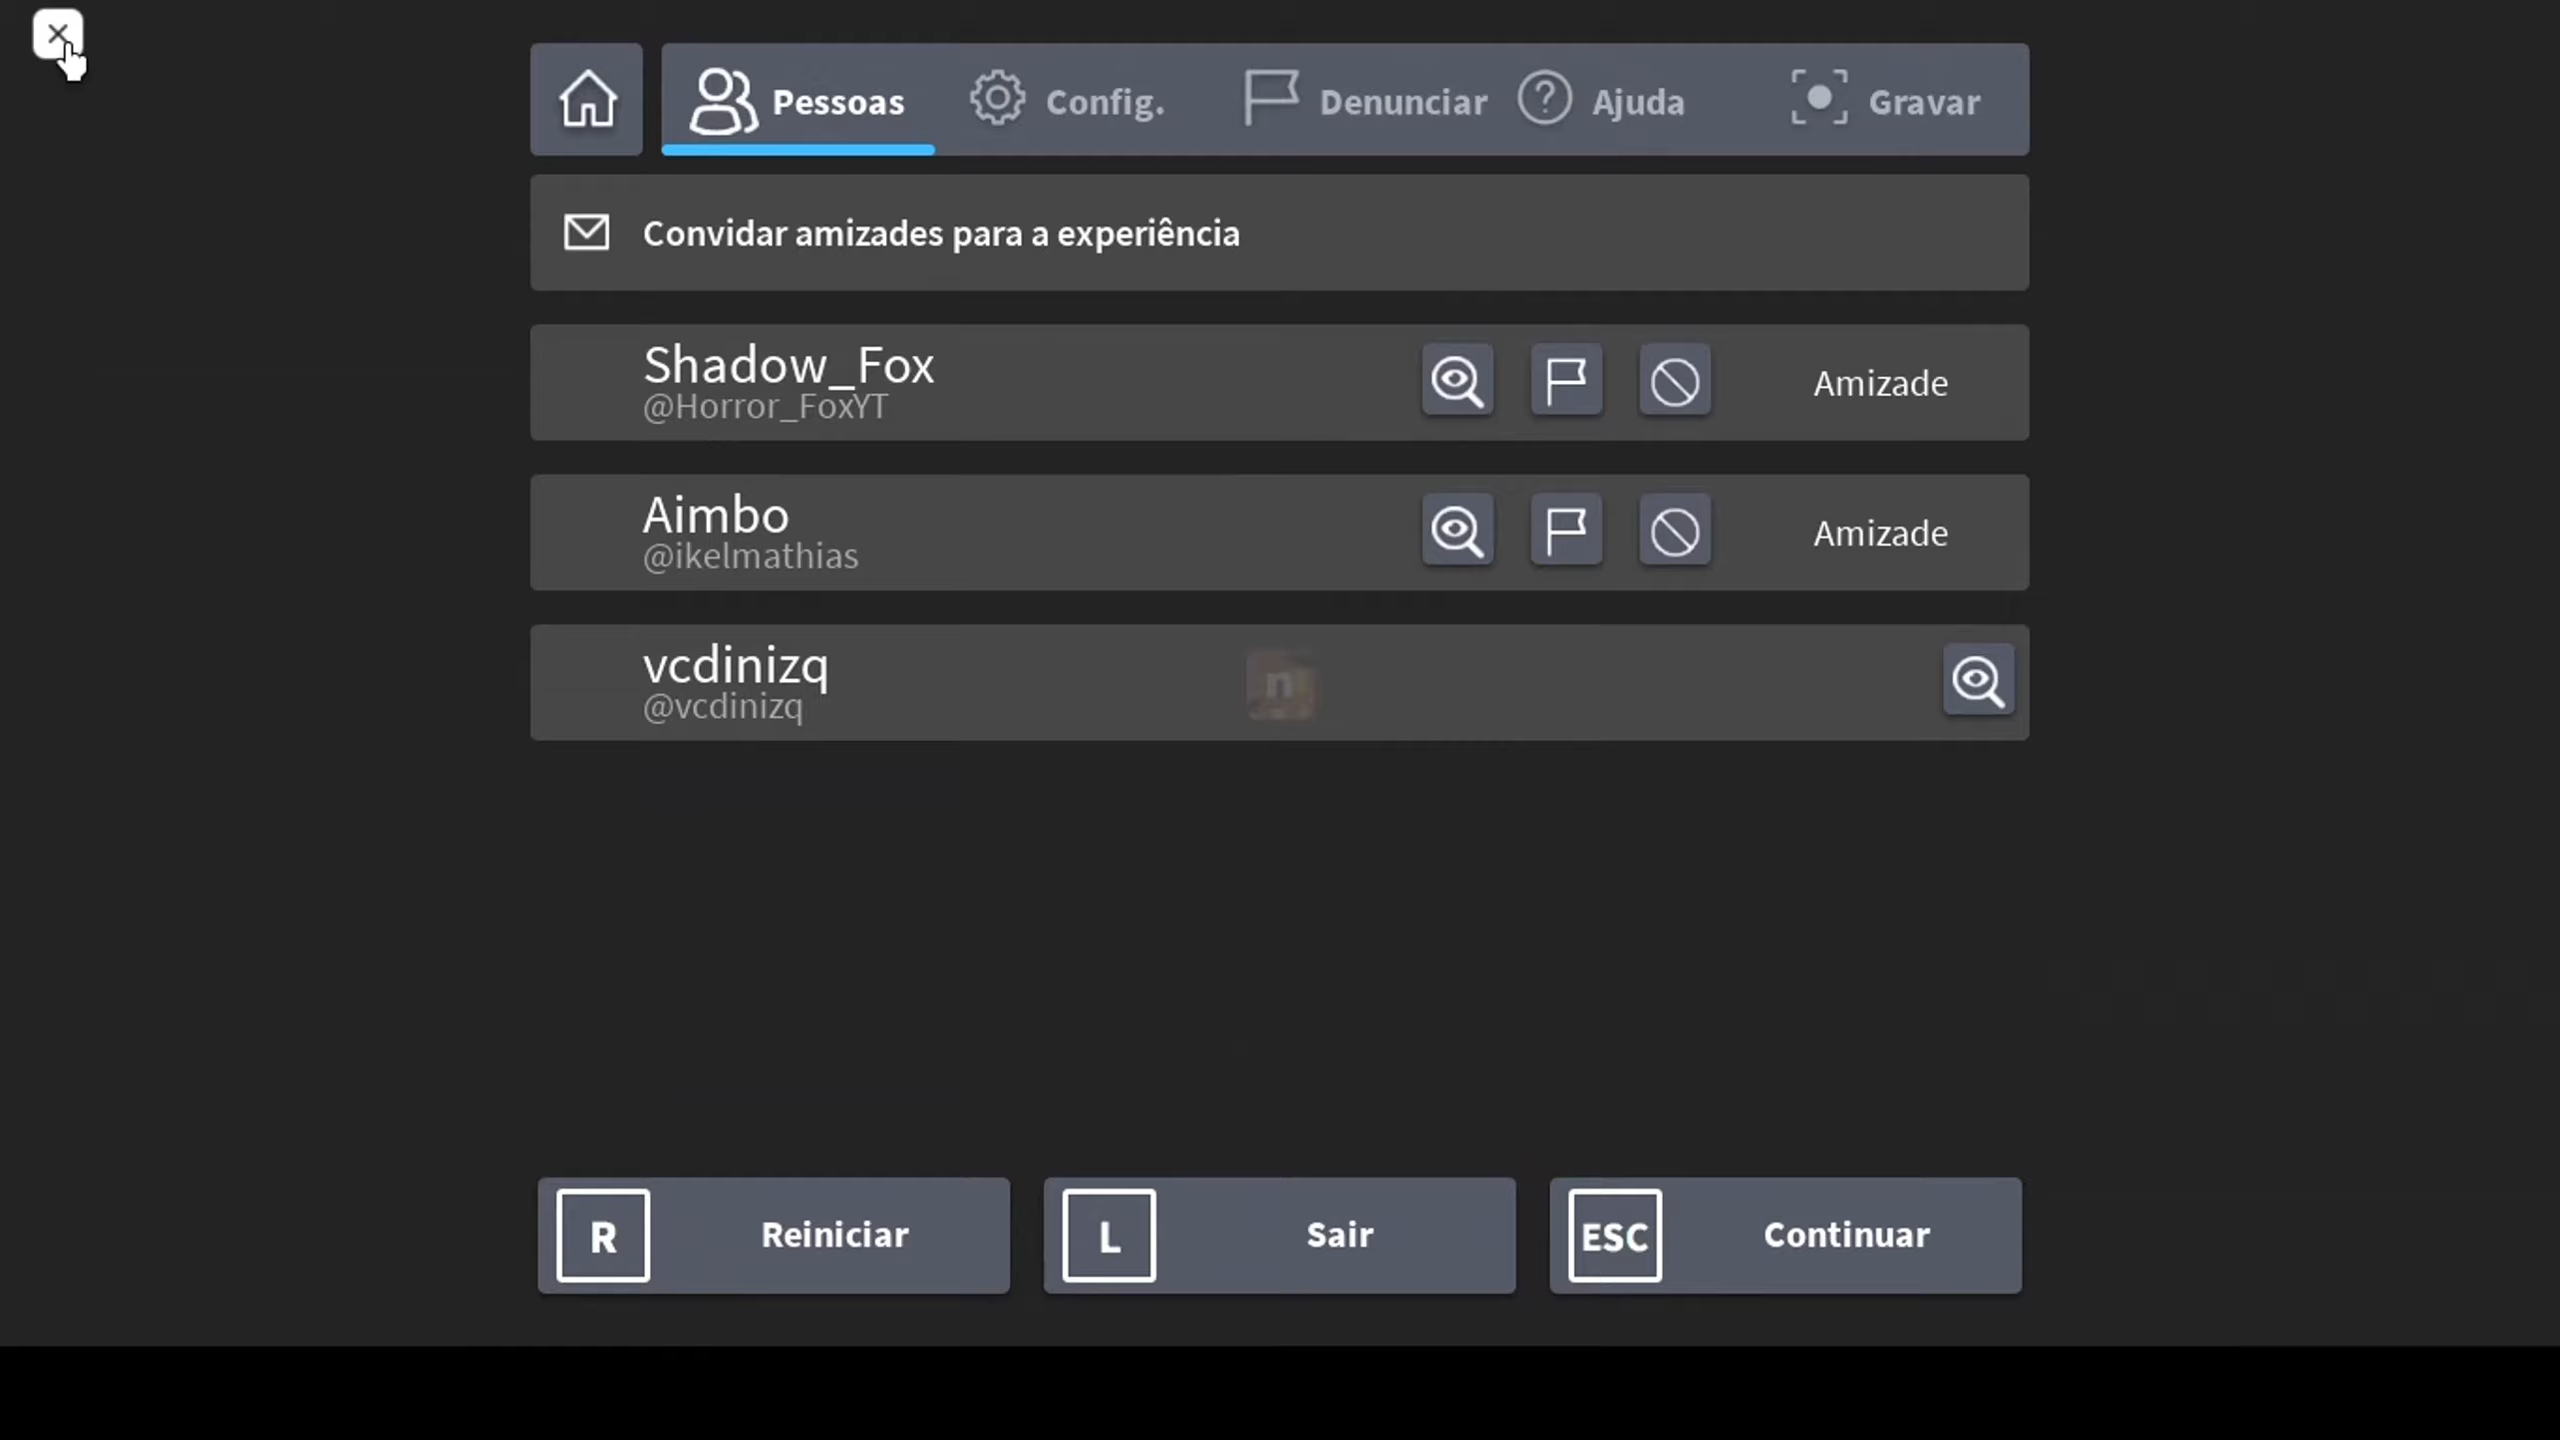 Pessoas Config. Denunciar Ajuda Gravar
Convidar amizades para a experiência
Shadow_Fox
@Horror_FoxYT
Amizade
Aimbo
@ikelmathias
Amizade
vcdinizq
@vcdinizq
n
R Reiniciar L Sair ESC Continuar